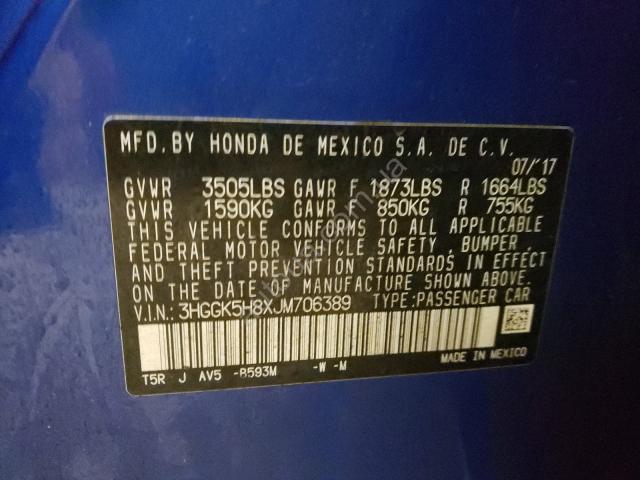 MFD. BY HONDA DE MEXICO S.A. DE C.V.
07/'17
GVWR 3505LBS GAWR F 1873LBS R 1664LBS
GVWR 1590KG GAWR F 850KG R 755KG
THIS VEHICLE CONFORMS TO ALL APPLICABLE
FEDERAL MOTOR VEHICLE SAFETY, BUMPER,
AND THEFT PREVENTION STANDARDS IN EFFECT
ON THE DATE OF MANUFACTURE SHOWN ABOVE.
V.I.N.: 3HGGK5H8XJM706389 TYPE: PASSENGER CAR
MADE IN MEXICO
T5R J AV5 -B593M -W -M